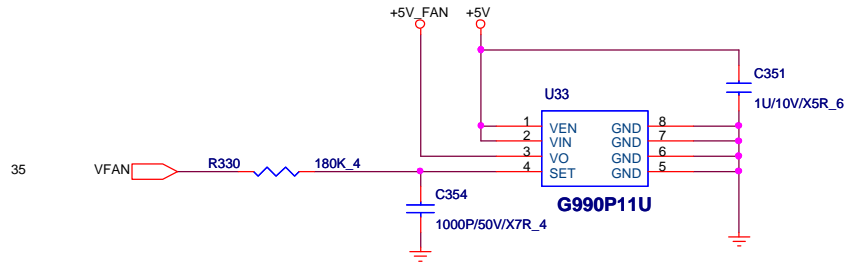 +5V_FAN
+5V
C351
1U/10V/X5R_6
U33
1 VEN GND 8
2 VIN GND 7
3 VO GND 6
4 SET GND 5
35 VFAN R330 180K_4
C354
G990P11U
1000P/50V/X7R_4